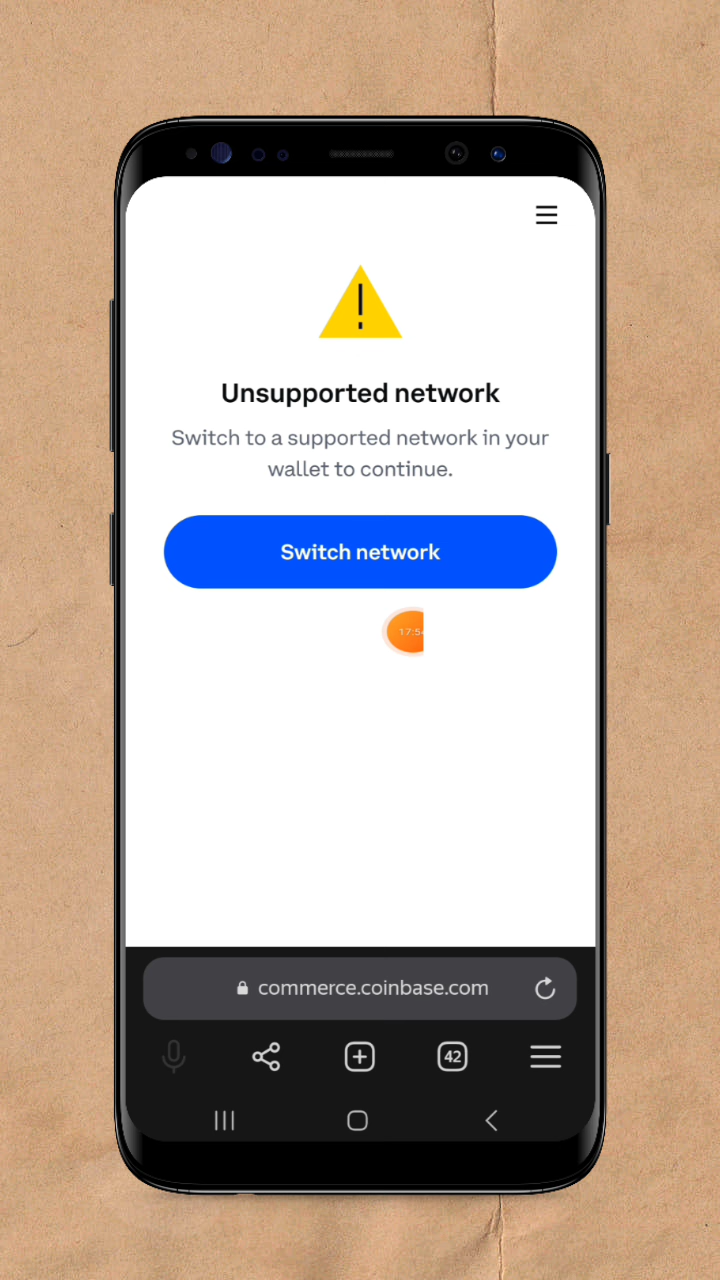 Unsupported network
Switch to a supported network in your
wallet to continue.
Switch network
commerce.coinbase.com
42